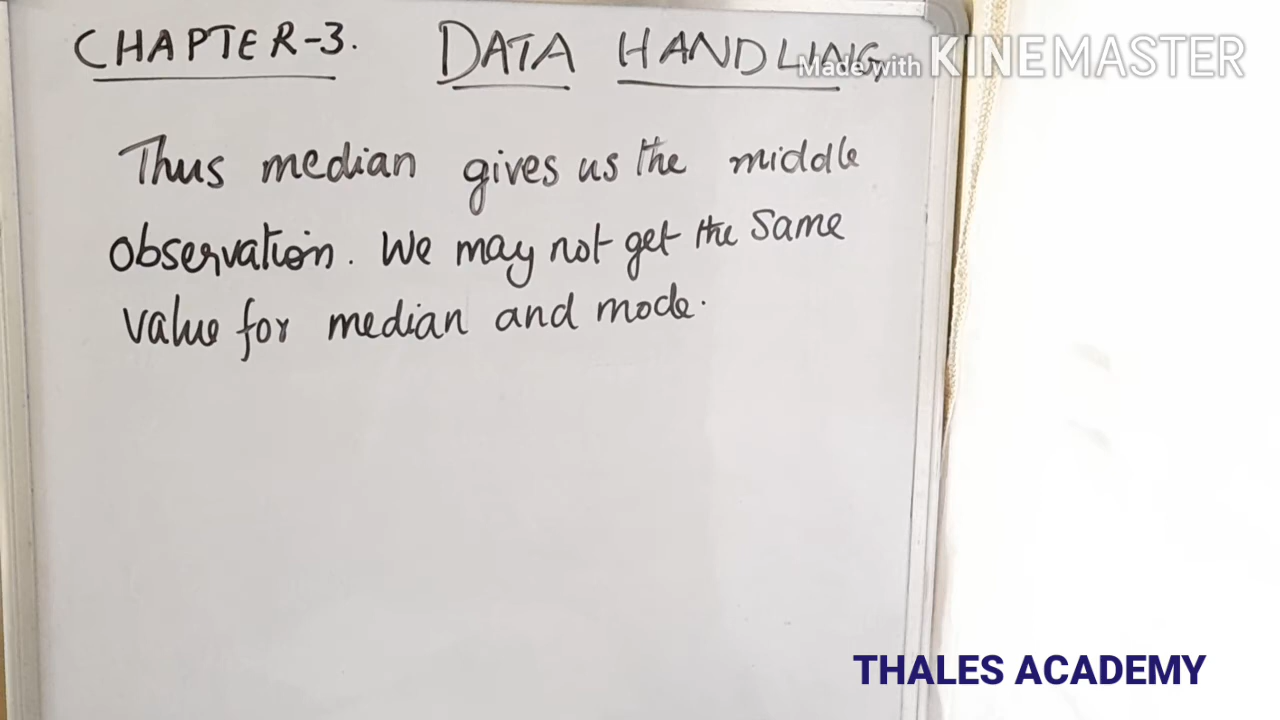 CHAPTER-3. DATA HANDLING
Made with KINEMASTER
Thus median gives us the middle
observation. We may not get the same
value for median and mode.
THALES ACADEMY